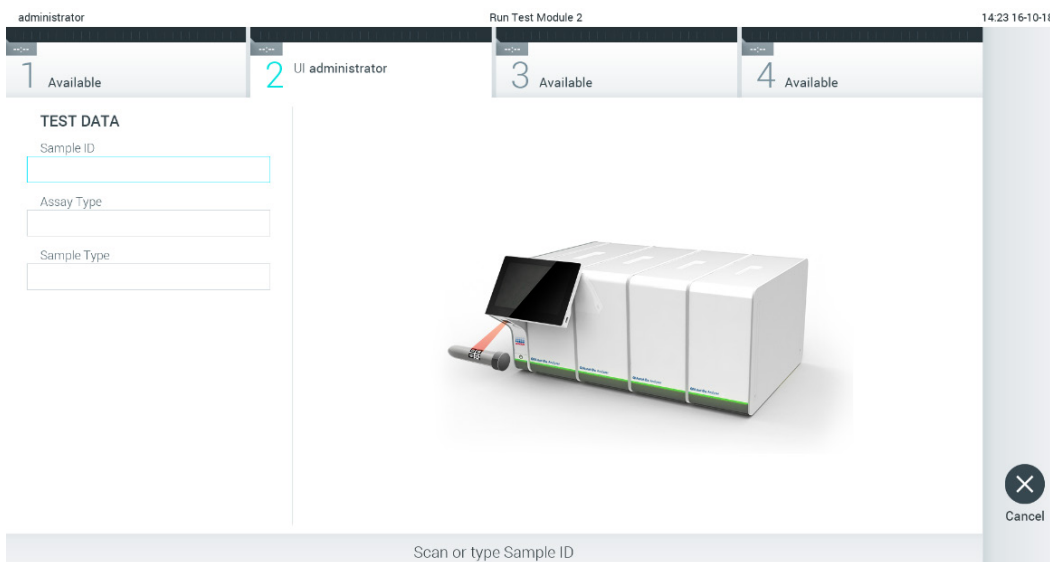 administrator
Run Test Module 2
14:23 16-10-18
--:--
--:--
--:--
--:--
1 Available
2 UI administrator
3 Available
4 Available
TEST DATA
Sample ID
Assay Type
Sample Type
Cancel
Scan or type Sample ID